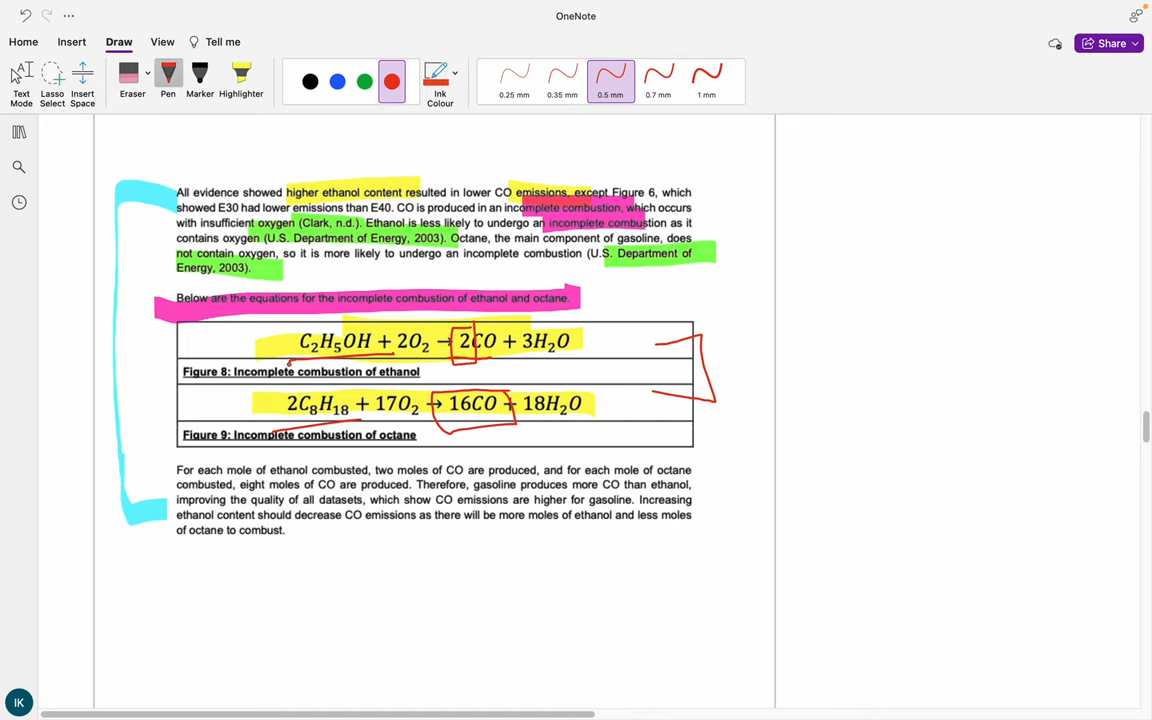 OneNote
Home Insert Draw View Tell me
Share
Text Mode
Lasso Select
Insert Space
Eraser
Pen
Marker
Highlighter
Ink Colour
0.25 mm
0.35 mm
0.5 mm
0.7 mm
1 mm
All evidence showed higher ethanol content resulted in lower CO emissions, except Figure 6, which
showed E30 had lower emissions than E40. CO is produced in an incomplete combustion, which occurs
with insufficient oxygen (Clark, n.d.). Ethanol is less likely to undergo an incomplete combustion as it
contains oxygen (U.S. Department of Energy, 2003). Octane, the main component of gasoline, does
not contain oxygen, so it is more likely to undergo an incomplete combustion (U.S. Department of
Energy, 2003).
Below are the equations for the incomplete combustion of ethanol and octane.
C₂H₅OH + 2O₂ → 2CO + 3H₂O
Figure 8: Incomplete combustion of ethanol
2C₈H₁₈ + 17O₂ → 16CO + 18H₂O
Figure 9: Incomplete combustion of octane
For each mole of ethanol combusted, two moles of CO are produced, and for each mole of octane
combusted, eight moles of CO are produced. Therefore, gasoline produces more CO than ethanol,
improving the quality of all datasets, which show CO emissions are higher for gasoline. Increasing
ethanol content should decrease CO emissions as there will be more moles of ethanol and less moles
of octane to combust.
IK